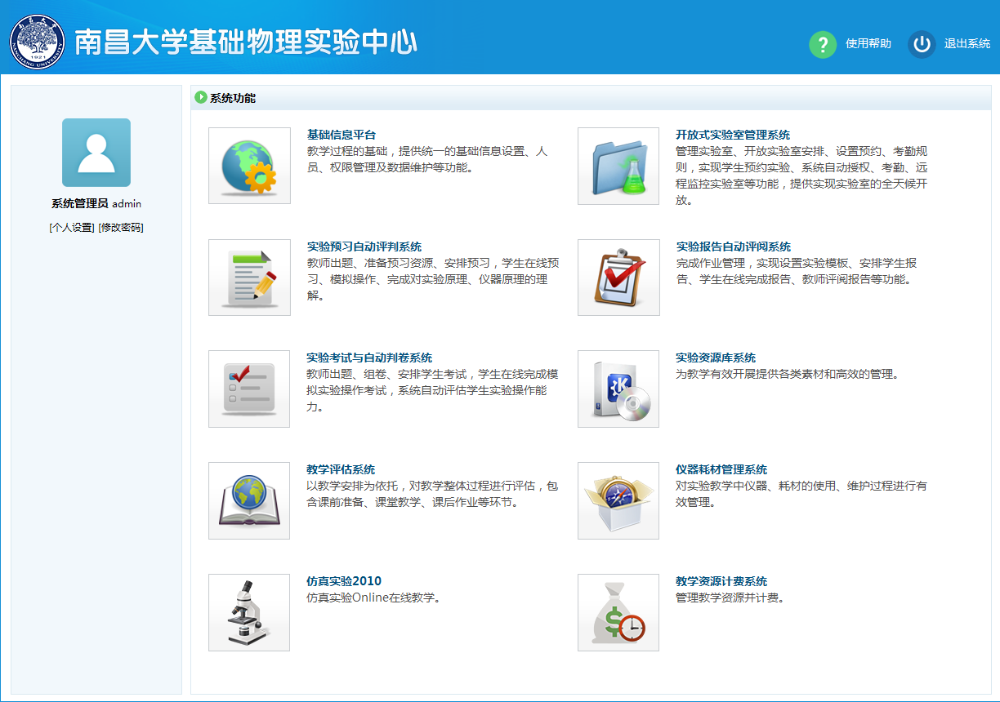 南昌大学
NANCHANG UNIVERSITY
1921
南昌大学基础物理实验中心
?
使用帮助
退出系统
系统管理员 admin
[个人设置] [修改密码]
系统功能
基础信息平台
教学过程的基础，提供统一的基础信息设置、人
员、权限管理及数据维护等功能。
开放式实验室管理系统
管理实验室、开放实验室安排、设置预约、考勤规
则，实现学生预约实验、系统自动授权、考勤、远
程监控实验室等功能，提供实现实验室的全天候开
放。
实验预习自动评判系统
教师出题、准备预习资源、安排预习，学生在线预
习、模拟操作、完成对实验原理、仪器原理的理
解。
实验报告自动评阅系统
完成作业管理，实现设置实验模板、安排学生报
告、学生在线完成报告、教师评阅报告等功能。
实验考试与自动判卷系统
教师出题、组卷、安排学生考试，学生在线完成模
拟实验操作考试，系统自动评估学生实验操作能
力。
实验资源库系统
为教学有效开展提供各类素材和高效的管理。
K
教学评估系统
以教学安排为依托，对教学整体过程进行评估，包
含课前准备、课堂教学、课后作业等环节。
仪器耗材管理系统
对实验教学中仪器、耗材的使用、维护过程进行有
效管理。
仿真实验2010
仿真实验Online在线教学。
教学资源计费系统
管理教学资源并计费。
$